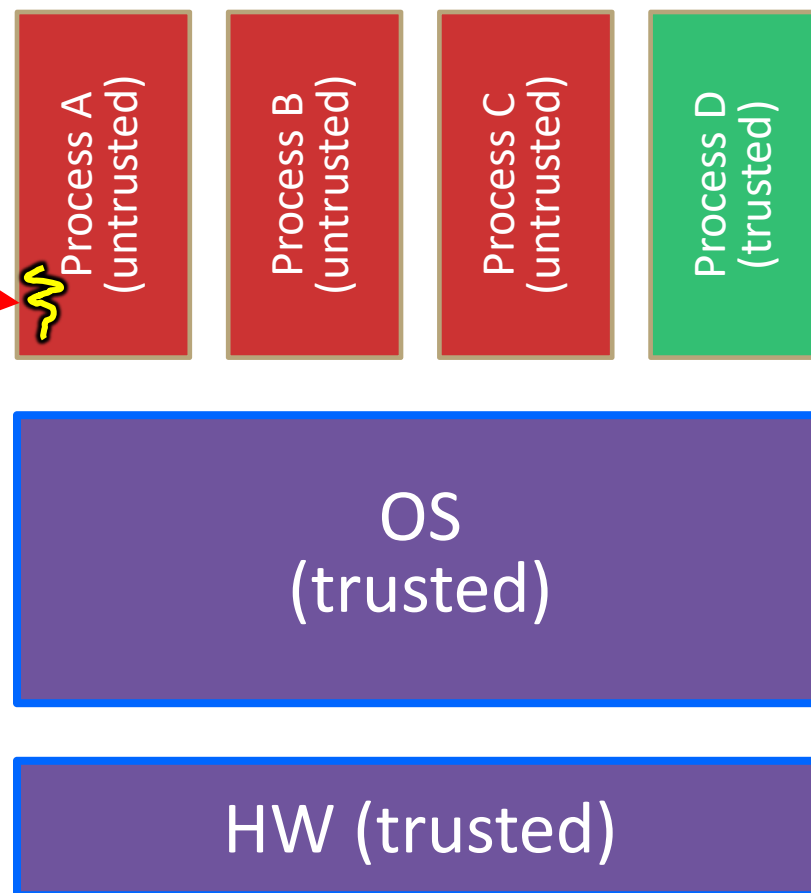 Process A
(untrusted)
Process B
(untrusted)
Process C
(untrusted)
Process D
(trusted)
OS
(trusted)
HW (trusted)